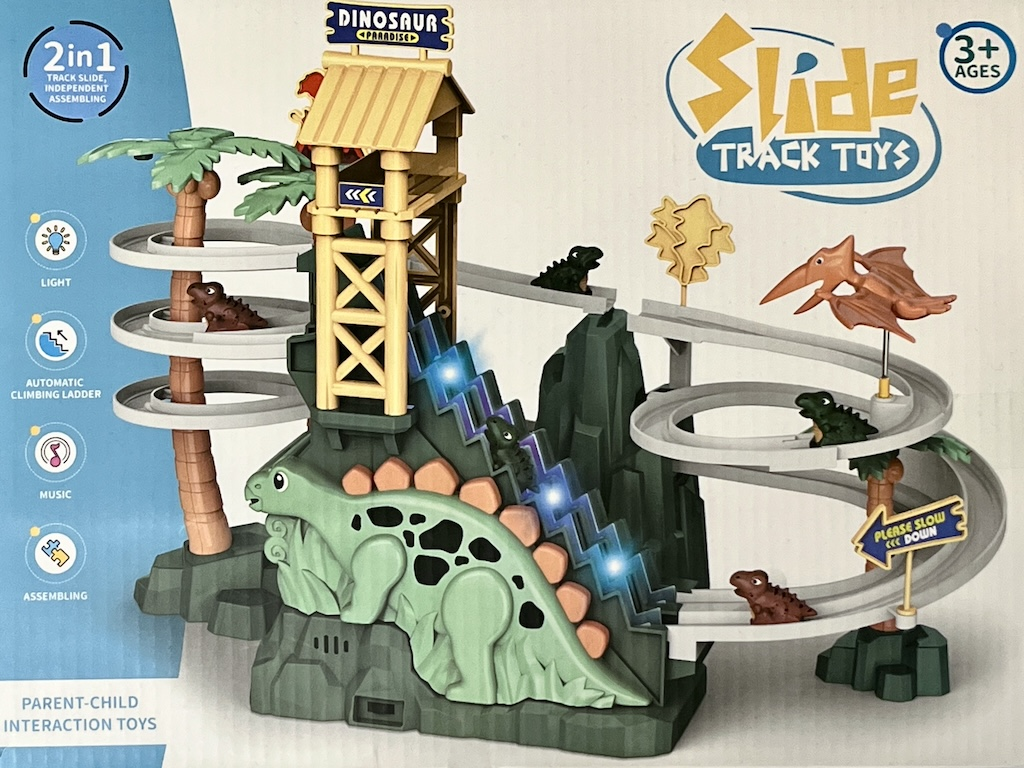 2in1
TRACK SLIDE,
INDEPENDENT
ASSEMBLING
DINOSAUR
PARADISE
Slide
TRACK TOYS
3+
AGES
LIGHT
AUTOMATIC
CLIMBING LADDER
MUSIC
ASSEMBLING
PLEASE SLOW
DOWN
PARENT-CHILD
INTERACTION TOYS